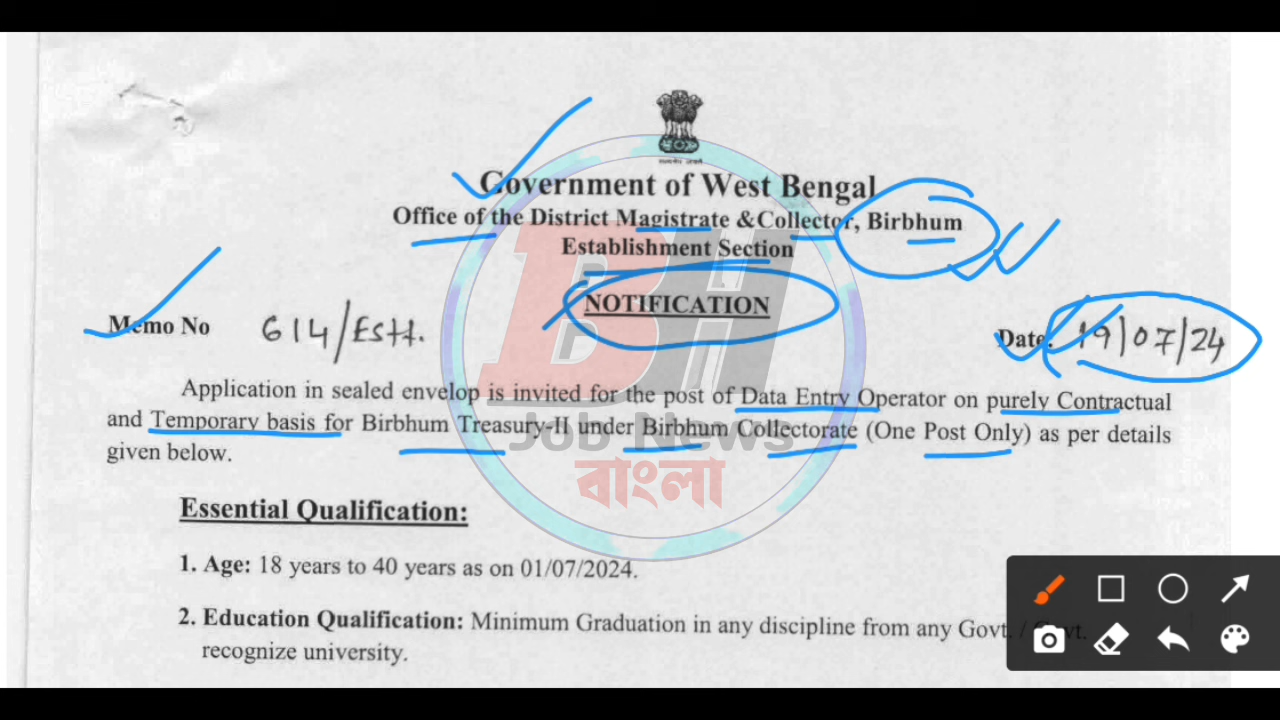 Government of West Bengal
Office of the District Magistrate &Collector, Birbhum
Establishment Section
NOTIFICATION
Memo No 614/Estt. Date: 19/07/24
Application in sealed envelop is invited for the post of Data Entry Operator on purely Contractual
and Temporary basis for Birbhum Treasury-II under Birbhum Collectorate (One Post Only) as per details
given below.
BH
Job News
বাংলা
Essential Qualification:
1. Age: 18 years to 40 years as on 01/07/2024.
2. Education Qualification: Minimum Graduation in any discipline from any Govt. / Govt.
recognize university.